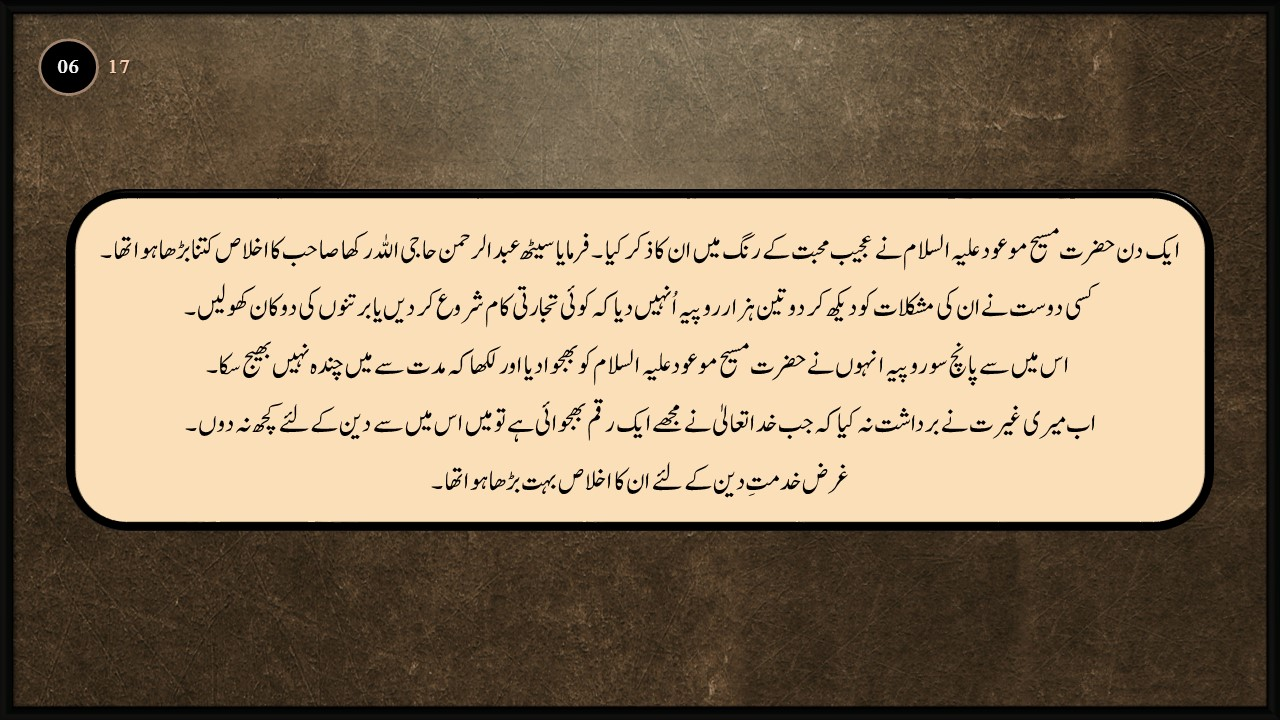 06 17
ایک دن حضرت مسیح موعود علیہ السلام نے عجیب محبت کے رنگ میں ان کا ذکر کیا۔ فرمایا سیٹھ عبد الرحمن حاجی اللہ رکھا صاحب کا اخلاص کتنا بڑھا ہوا تھا۔
کسی دوست نے ان کی مشکلات کو دیکھ کر دو تین ہزار روپیہ اُنہیں دیا کہ کوئی تجارتی کام شروع کر دیں یا برتنوں کی دوکان کھولیں۔
اس میں سے پانچ سو روپیہ انہوں نے حضرت مسیح موعود علیہ السلام کو بھجوا دیا اور لکھا کہ مدت سے میں چندہ نہیں بھیج سکا۔
اب میری غیرت نے برداشت نہ کیا کہ جب خدا تعالیٰ نے مجھے ایک رقم بھجوائی ہے تو میں اس میں سے دین کے لئے کچھ نہ دوں۔
غرض خدمتِ دین کے لئے ان کا اخلاص بہت بڑھا ہوا تھا۔